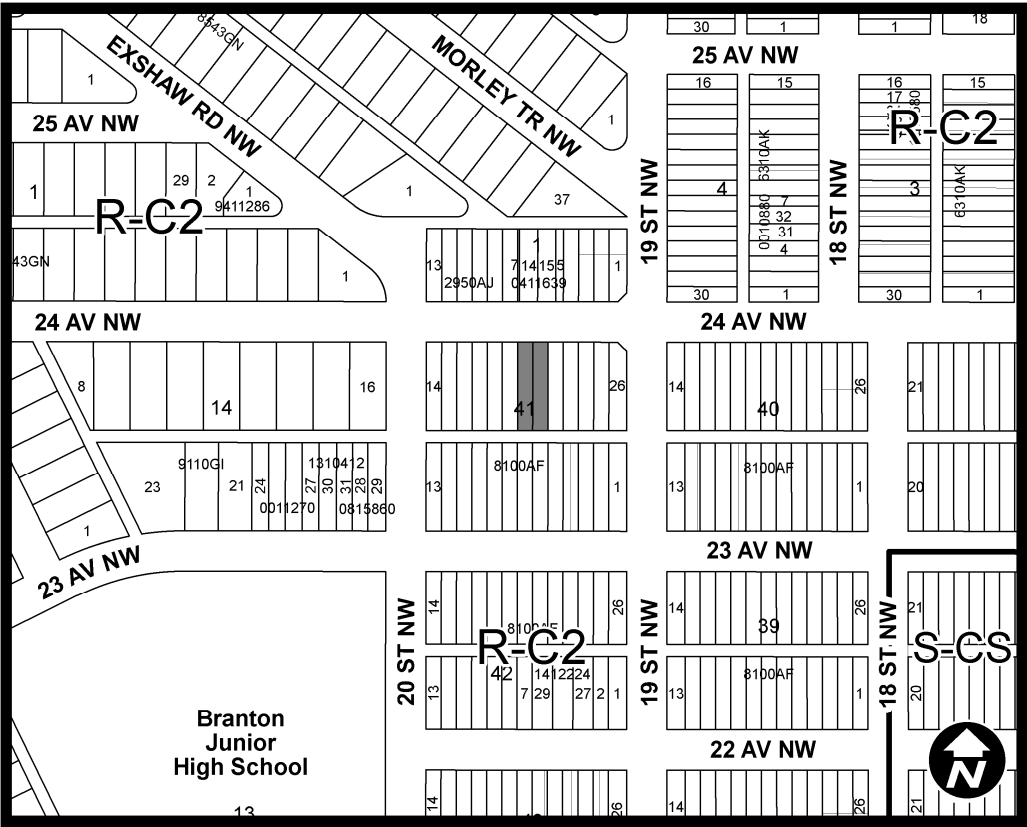 8543GN
30
1
1
18
EXSHAW RD NW
MORLEY TR NW
25 AV NW
1
16
15
16
15
17
R-C2
25 AV NW
1
6310AK
19 ST NW
18 ST NW
29
2
1
9411286
1
R-C2
1
37
4
7
32
31
4
0010880
3
6310AK
43GN
1
13
2950AJ
1
7
14
15
5
0411639
1
30
1
30
1
24 AV NW
24 AV NW
8
14
16
14
41
26
14
40
26
21
9110GI
23
21
24
0011270
27
1310412
30
31
28
29
0815860
8100AF
13
1
8100AF
13
1
20
1
23 AV NW
23 AV NW
20 ST NW
14
8100AF
26
19 ST NW
14
39
26
18 ST NW
21
R-C2
S-CS
42
13
1412224
7
29
27
2
1
8100AF
13
1
20
Branton
Junior
High School
22 AV NW
N
13
14
26
14
26
21